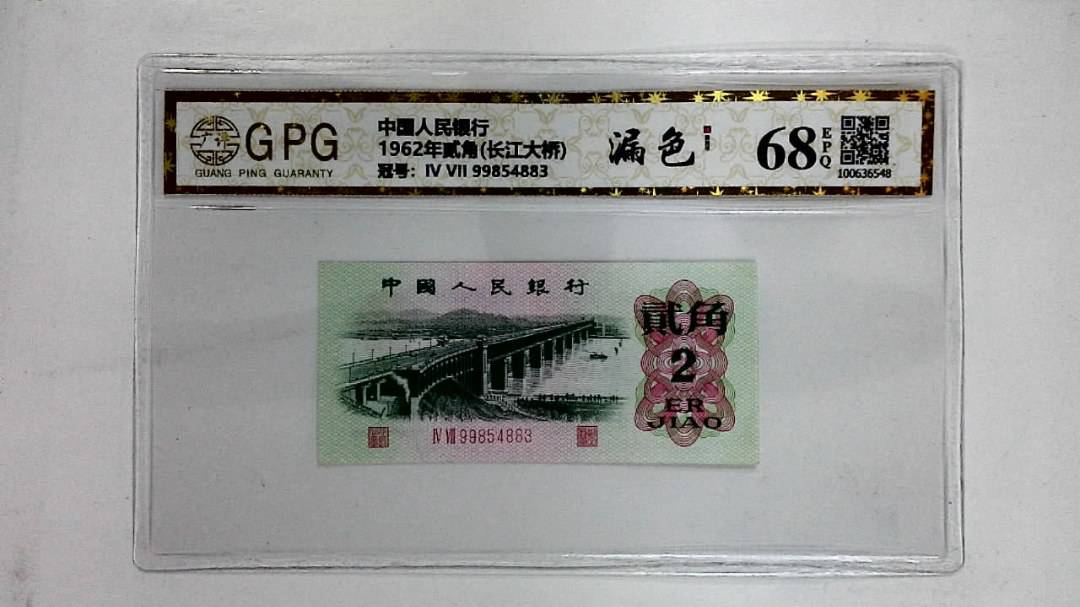 GPG
GUANG PING GUARANTY
中国人民银行
1962年贰角(长江大桥)
冠号：IV VII 99854883
漏色
68
EPQ
100636548
中國人民銀行
貳角
2
ER
JIAO
IV VII 99854883